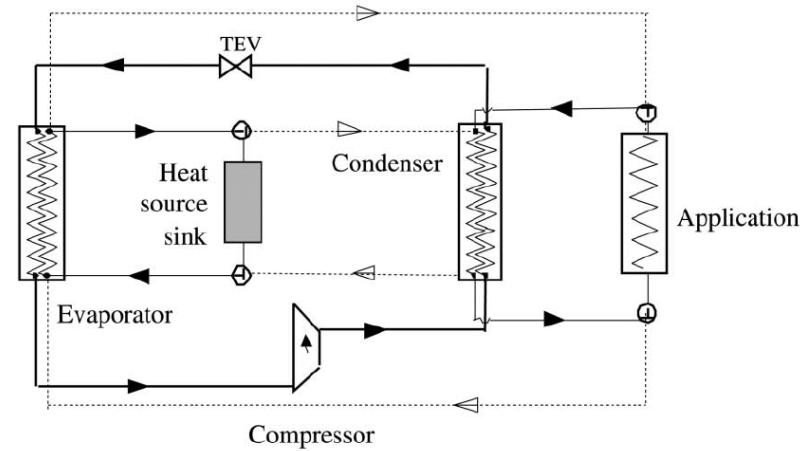 TEV
Condenser
Heat
source
sink
Application
Evaporator
Compressor